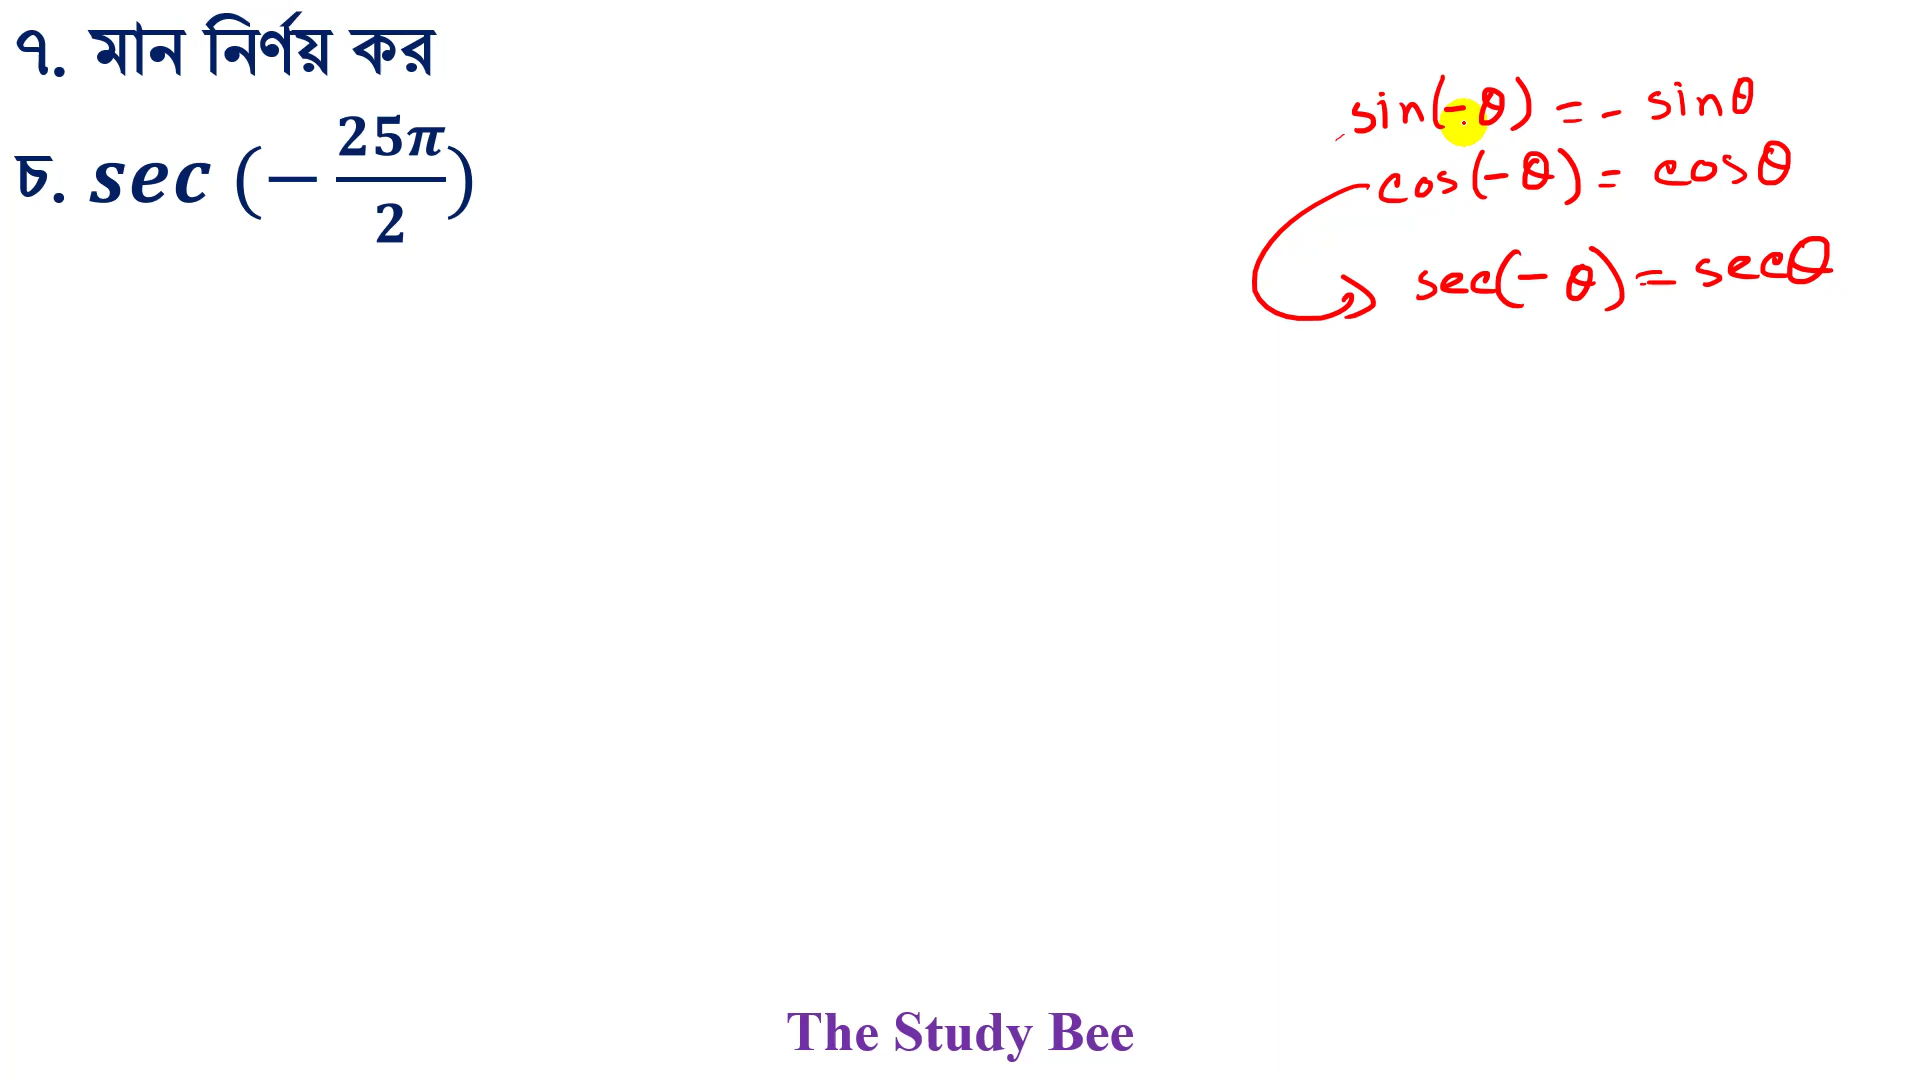 ৭. মান নির্ণয় কর
চ. sec (− 25π/2)
sin(-θ) = - sinθ
cos(-θ) = cosθ
sec(-θ) = secθ
The Study Bee